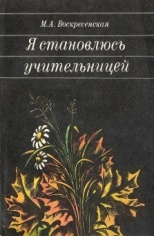 М.А. Воскресенская
Я становлюсь
учительницей